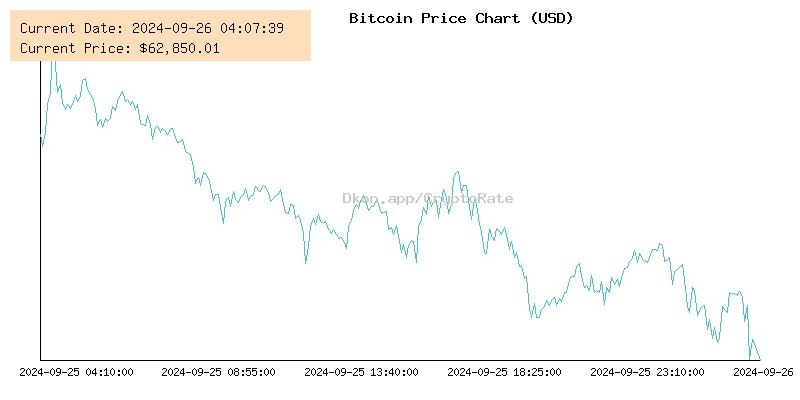 Bitcoin Price Chart (USD)
Current Date: 2024-09-26 04:07:39
Current Price: $62,850.01
Dkon.app/CryptoRate
2024-09-25 04:10:00 2024-09-25 08:55:00 2024-09-25 13:40:00 2024-09-25 18:25:00 2024-09-25 23:10:00 2024-09-26